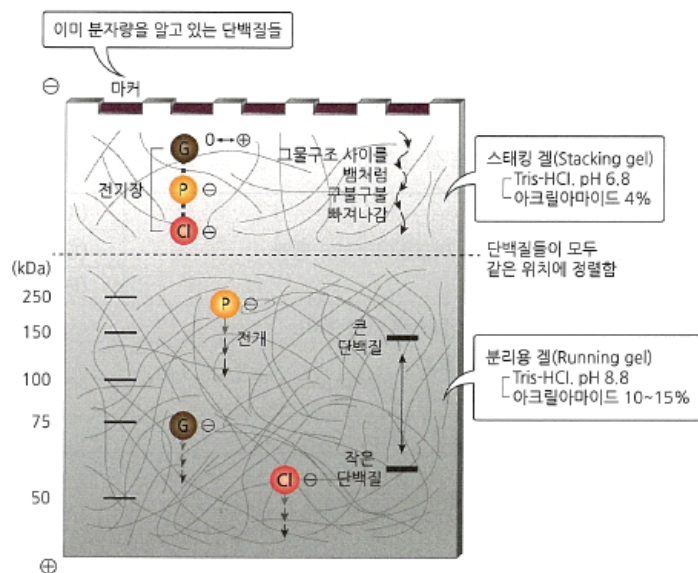 이미 분자량을 알고 있는 단백질들
⊖
마커
G
0↔⊕
전기장
P
⊖
Cl
⊖
그물구조 사이를
뱀처럼
구불구불
빠져나감
스태킹 겔(Stacking gel)
Tris-HCl. pH 6.8
아크릴아마이드 4%
단백질들이 모두
같은 위치에 정렬함
(kDa)
250
150
100
75
50
P
⊖
전개
G
⊖
Cl
⊖
큰
단백질
작은
단백질
분리용 겔(Running gel)
Tris-HCl. pH 8.8
아크릴아마이드 10~15%
⊕